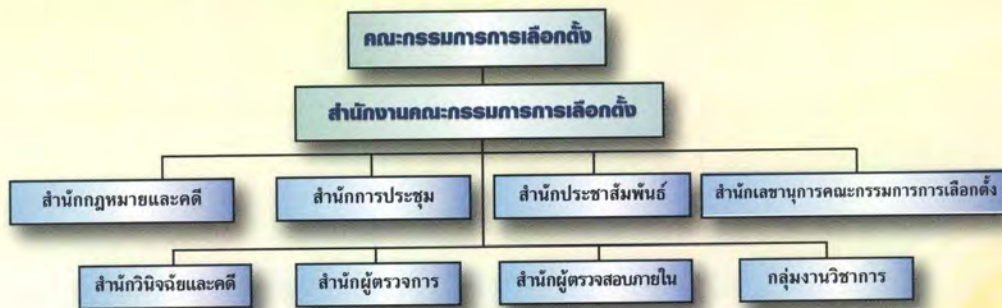 คณะกรรมการการเลือกตั้ง
สำนักงานคณะกรรมการการเลือกตั้ง
สำนักกฎหมายและคดี
สำนักการประชุม
สำนักประชาสัมพันธ์
สำนักเลขานุการคณะกรรมการการเลือกตั้ง
สำนักวินิจฉัยและคดี
สำนักผู้ตรวจการ
สำนักผู้ตรวจสอบภายใน
กลุ่มงานวิชาการ